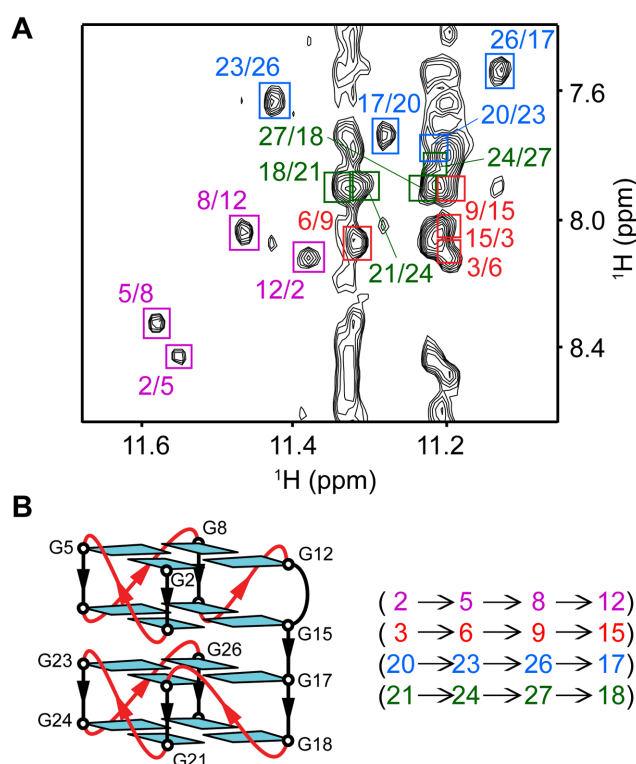 A
26/17
23/26
7.6
17/20
20/23
27/18
24/27
18/21
8/12
9/15
6/9
8.0
15/3
¹H (ppm)
12/2
21/24
3/6
5/8
8.4
2/5
11.6
11.4
11.2
¹H (ppm)
B
G8
G5
G12
G2
(2→5→8→12)
G15
(3→6→9→15)
G26
G23
(20→23→26→17)
G17
G24
(21→24→27→18)
G18
G21